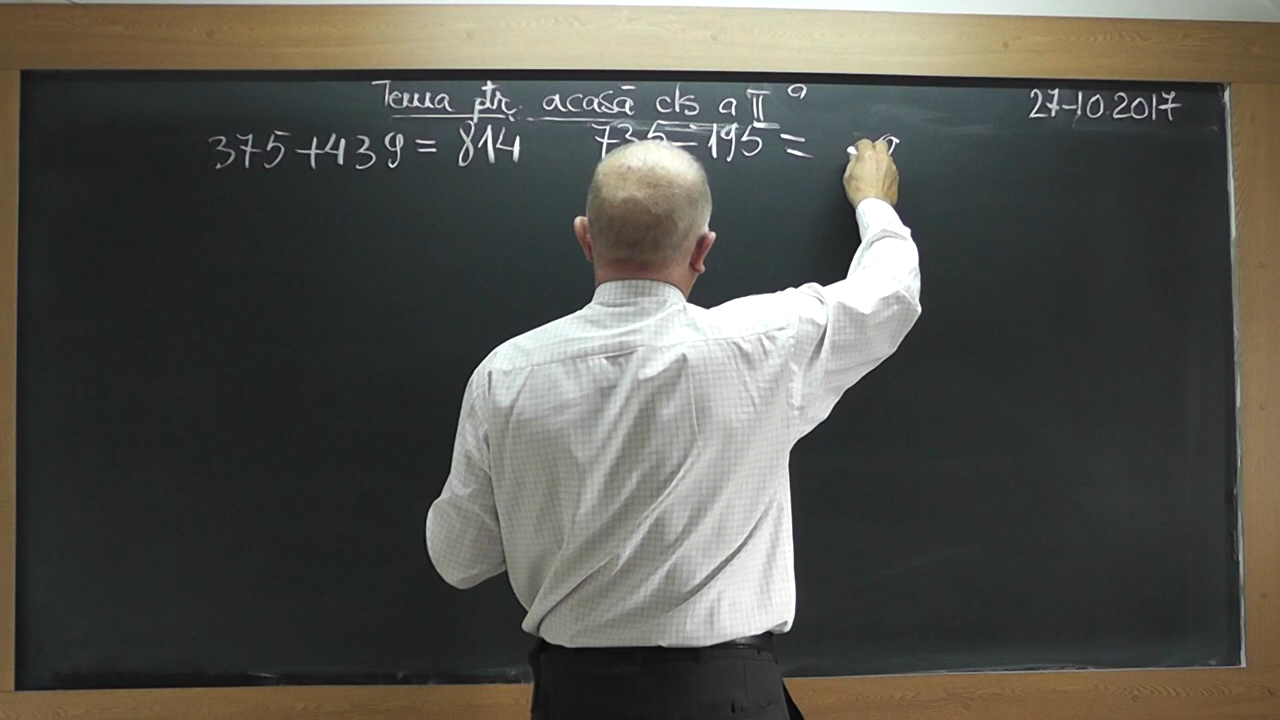 Tema ptr. acasă cls a II a
27-10.2017
375+439= 814 735-195=